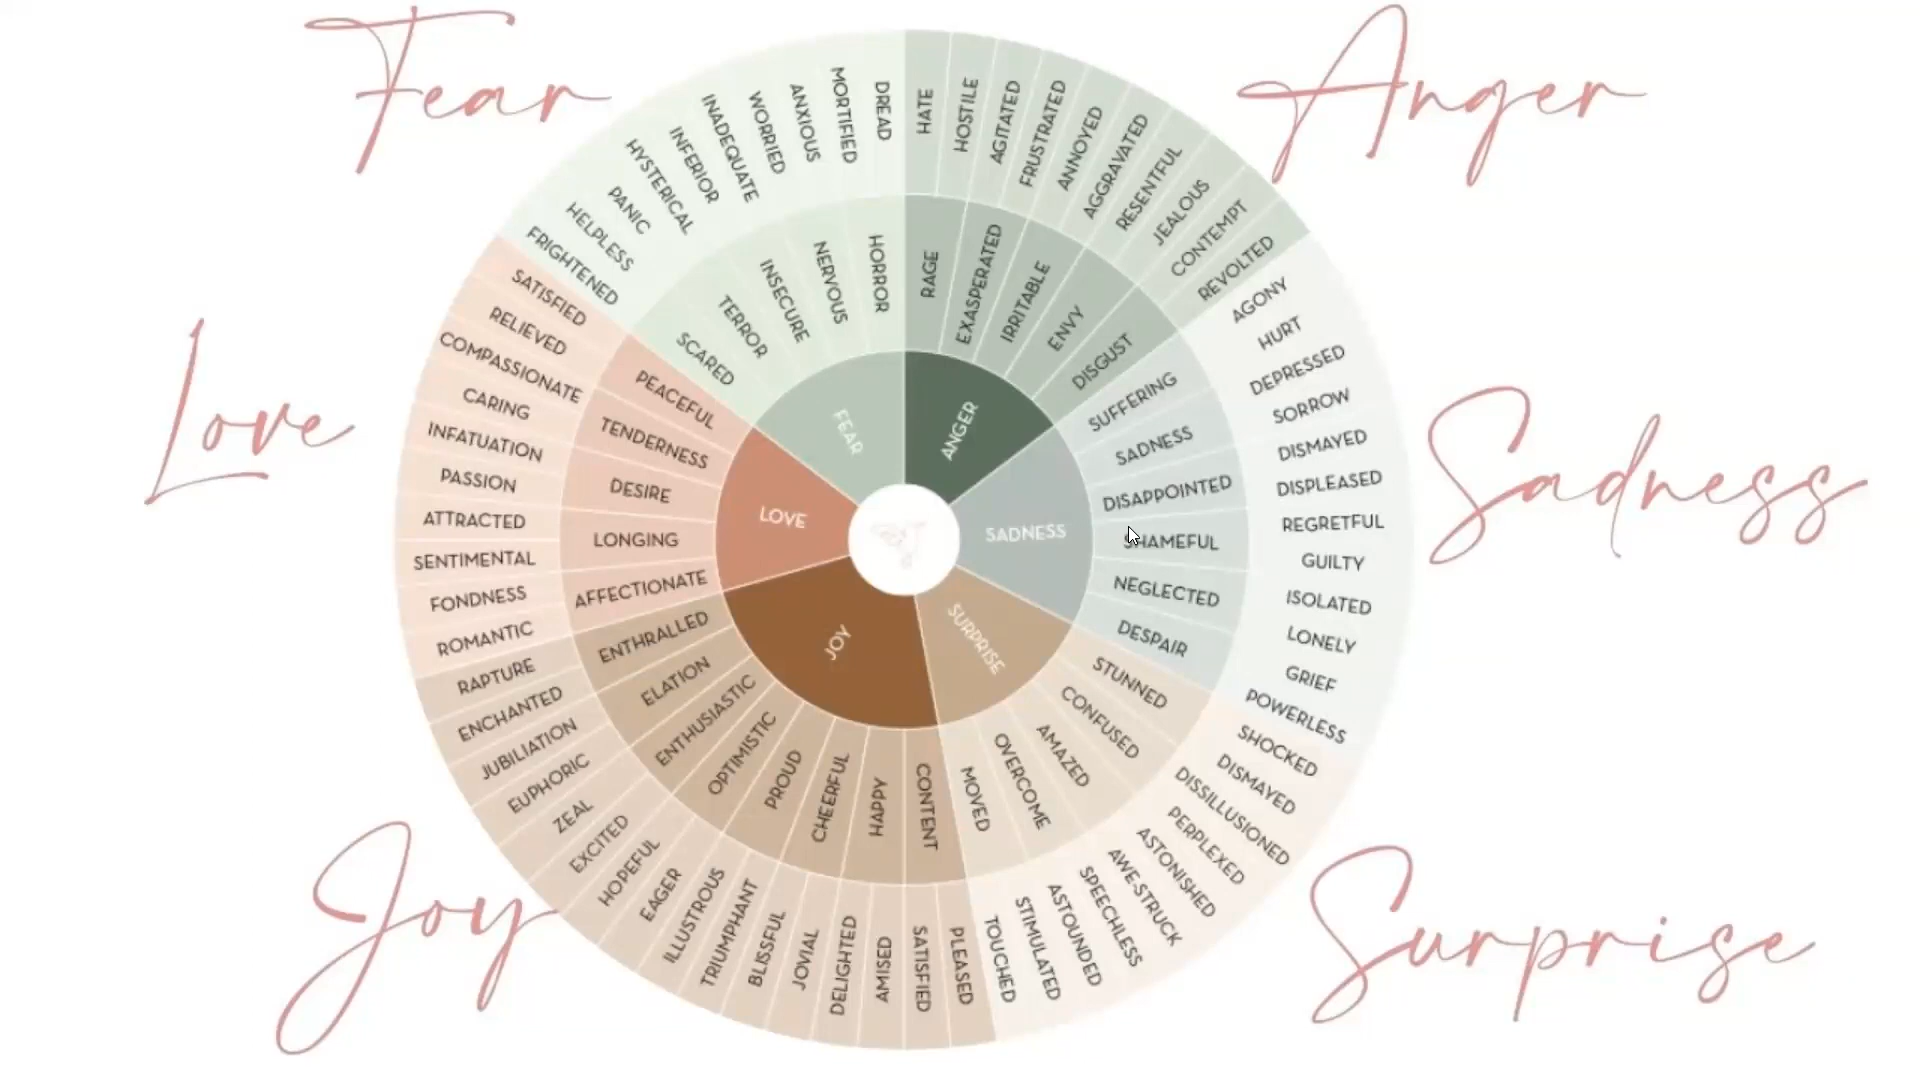 Fear
Anger
Love
Sadness
Joy
Surprise
FEAR
ANGER
SADNESS
SURPRISE
JOY
LOVE
RAGE
EXASPERATED
IRRITABLE
ENVY
DISGUST
SUFFERING
SADNESS
DISAPPOINTED
SHAMEFUL
NEGLECTED
DESPAIR
STUNNED
CONFUSED
AMAZED
OVERCOME
MOVED
CONTENT
HAPPY
CHEERFUL
PROUD
OPTIMISTIC
ENTHUSIASTIC
ELATION
ENTHRALLED
AFFECTIONATE
LONGING
DESIRE
TENDERNESS
PEACEFUL
SCARED
TERROR
INSECURE
NERVOUS
HORROR
HATE
HOSTILE
AGITATED
FRUSTRATED
ANNOYED
AGGRAVATED
RESENTFUL
JEALOUS
CONTEMPT
REVOLTED
AGONY
HURT
DEPRESSED
SORROW
DISMAYED
DISPLEASED
REGRETFUL
GUILTY
ISOLATED
LONELY
GRIEF
POWERLESS
SHOCKED
DISMAYED
DISSILLUSIONED
PERPLEXED
ASTONISHED
AWE-STRUCK
SPEECHLESS
ASTOUNDED
STIMULATED
TOUCHED
PLEASED
SATISFIED
AMISED
DELIGHTED
JOVIAL
BLISSFUL
TRIUMPHANT
ILLUSTROUS
EAGER
HOPEFUL
EXCITED
ZEAL
EUPHORIC
JUBILIATION
ENCHANTED
RAPTURE
ROMANTIC
FONDNESS
SENTIMENTAL
ATTRACTED
PASSION
INFATUATION
CARING
COMPASSIONATE
RELIEVED
SATISFIED
FRIGHTENED
HELPLESS
PANIC
HYSTERICAL
INFERIOR
INADEQUATE
WORRIED
ANXIOUS
MORTIFIED
DREAD